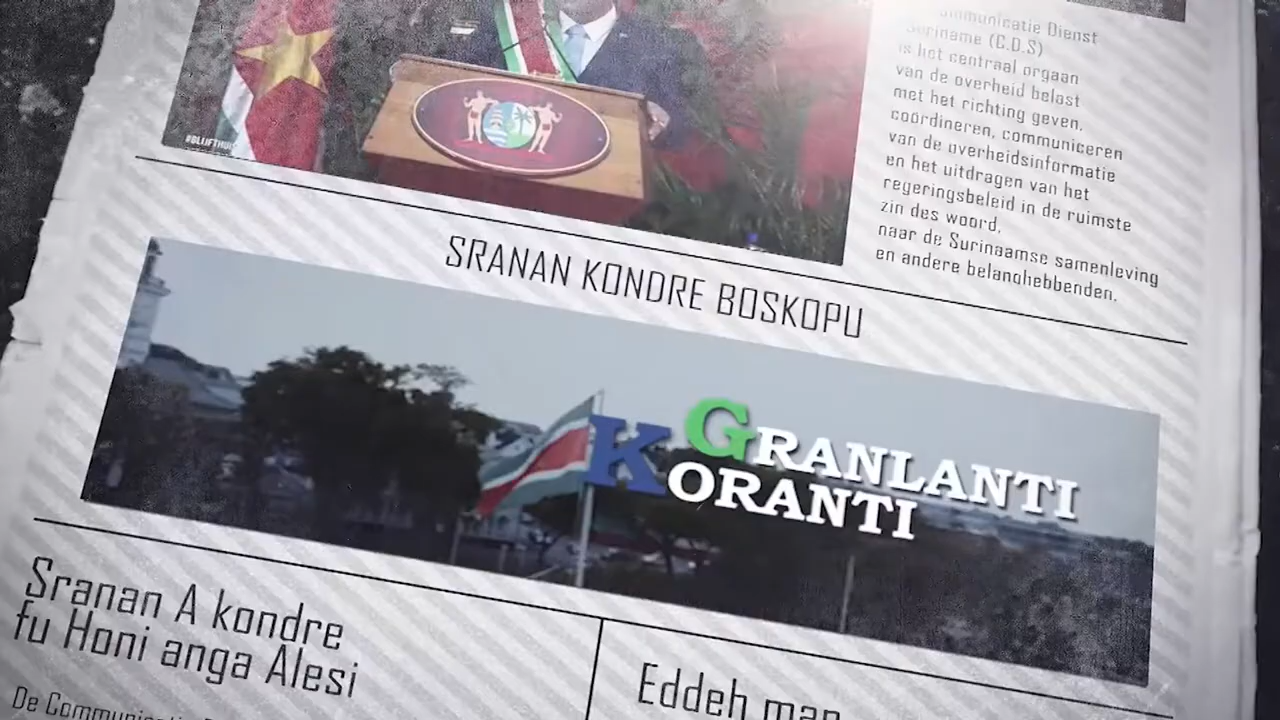 Dienst
Suriname (C.D.S)
is het centraal orgaan
van de overheid belast
met het richting geven,
coördineren, communiceren
van de overheidsinformatie
en het uitdragen van het
regeringsbeleid in de ruimste
zin des woord,
naar de Surinaamse samenleving
en andere belanghebbenden.
SRANAN KONDRE BOSKOPU
GRANLANTI
KORANTI
Sranan A kondre
fu Honi anga Alesi
De
Eddeh man